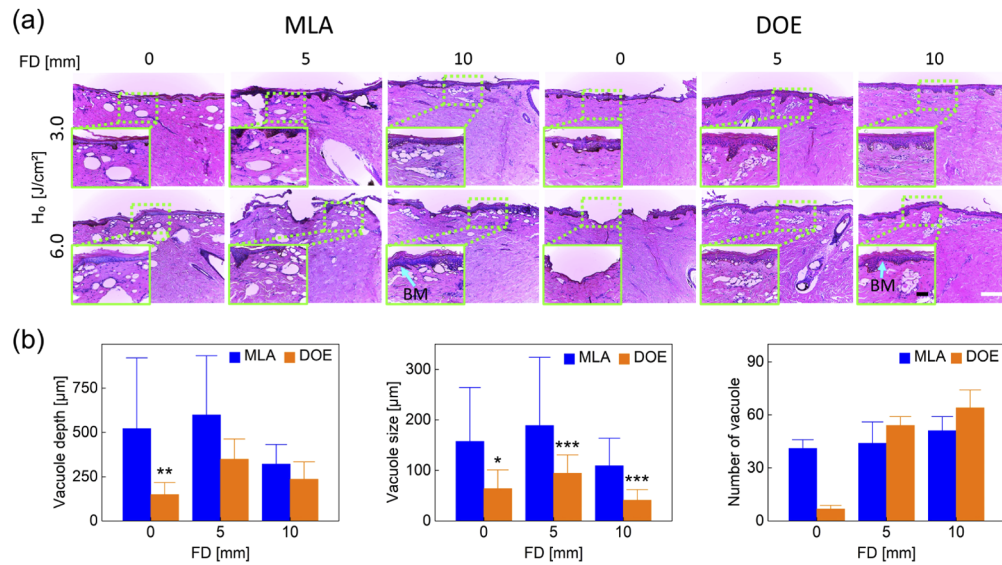 (a)
MLA
DOE
FD [mm]
0
5
10
0
5
10
3.0
H₀ [J/cm²]
6.0
BM
BM
(b)
MLA DOE
Vacuole depth [µm]
750
500
250
0
**
0 5 10
FD [mm]
MLA DOE
Vacuole size [µm]
300
200
100
0
*
***
***
0 5 10
FD [mm]
MLA DOE
Number of vacuole
90
60
30
0
0 5 10
FD [mm]